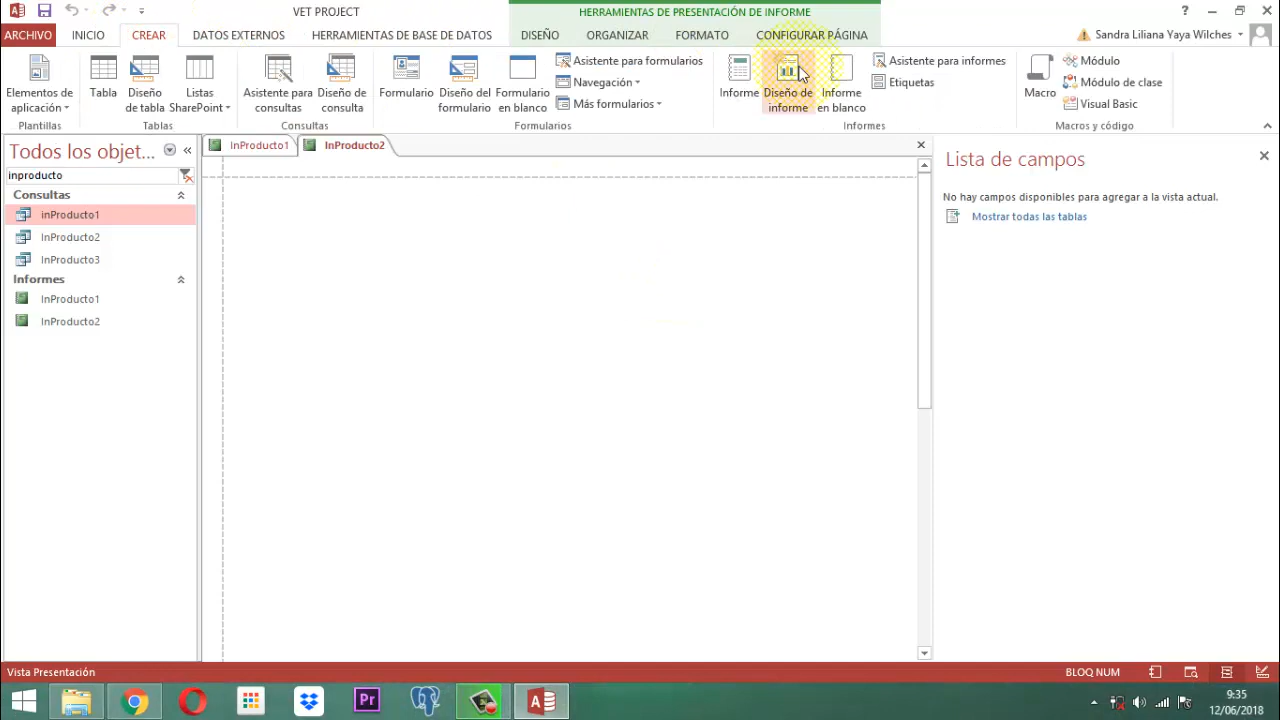 VET PROJECT
HERRAMIENTAS DE PRESENTACIÓN DE INFORME
?
ARCHIVO
INICIO
CREAR
DATOS EXTERNOS
HERRAMIENTAS DE BASE DE DATOS
DISEÑO
ORGANIZAR
FORMATO
CONFIGURAR PÁGINA
Sandra Liliana Yaya Wilches
Elementos de aplicación
Plantillas
Tabla
Diseño de tabla
Listas SharePoint
Tablas
Asistente para consultas
Diseño de consulta
Consultas
Formulario
Diseño del formulario
Formulario en blanco
Asistente para formularios
Navegación
Más formularios
Formularios
Informe
Diseño de informe
Informe en blanco
Asistente para informes
Etiquetas
Informes
Macro
Módulo
Módulo de clase
Visual Basic
Macros y código
Todos los objet...
inproducto
Consultas
inProducto1
InProducto2
InProducto3
Informes
InProducto1
InProducto2
InProducto1
InProducto2
Lista de campos
No hay campos disponibles para agregar a la vista actual.
Mostrar todas las tablas
Vista Presentación
BLOQ NUM
Pr
9:35
12/06/2018